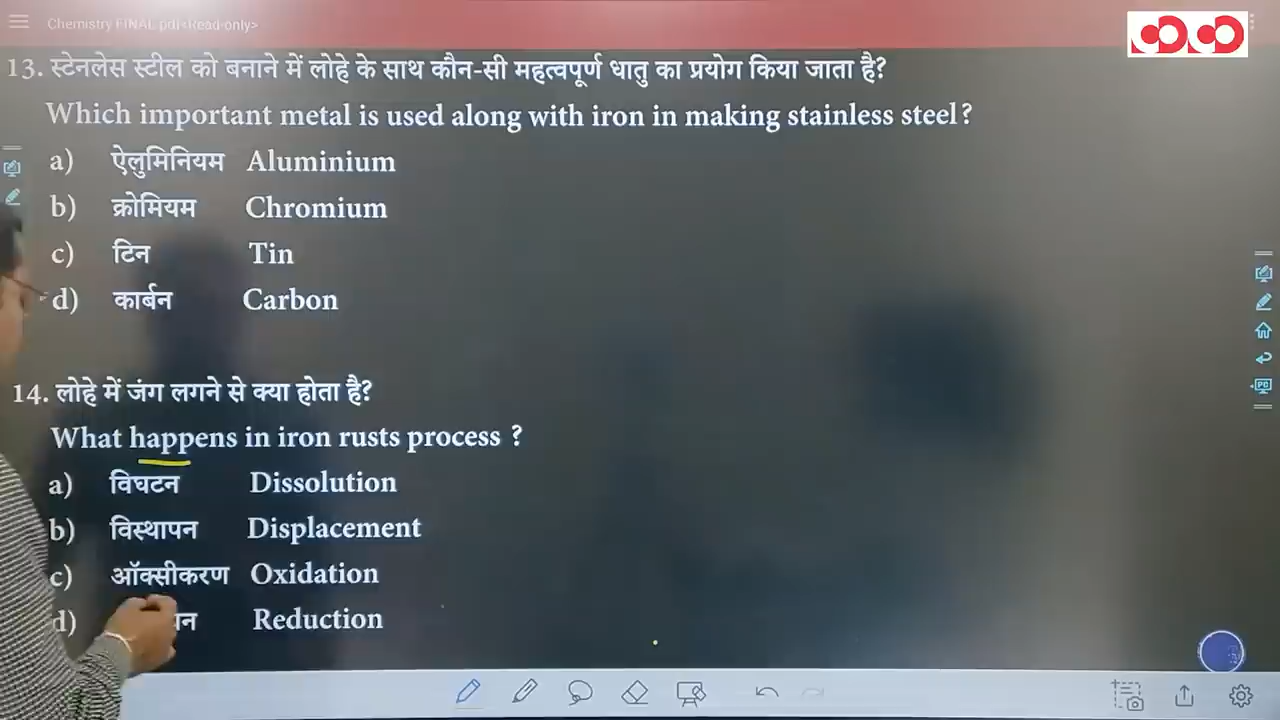 Chemistry FINAL.pdf<Read-only>
13. स्टेनलेस स्टील को बनाने में लोहे के साथ कौन-सी महत्वपूर्ण धातु का प्रयोग किया जाता है?
Which important metal is used along with iron in making stainless steel?
a) ऐलुमिनियम Aluminium
b) क्रोमियम Chromium
c) टिन Tin
d) कार्बन Carbon
14. लोहे में जंग लगने से क्या होता है?
What happens in iron rusts process ?
a) विघटन Dissolution
b) विस्थापन Displacement
c) ऑक्सीकरण Oxidation
d) Reduction
PC